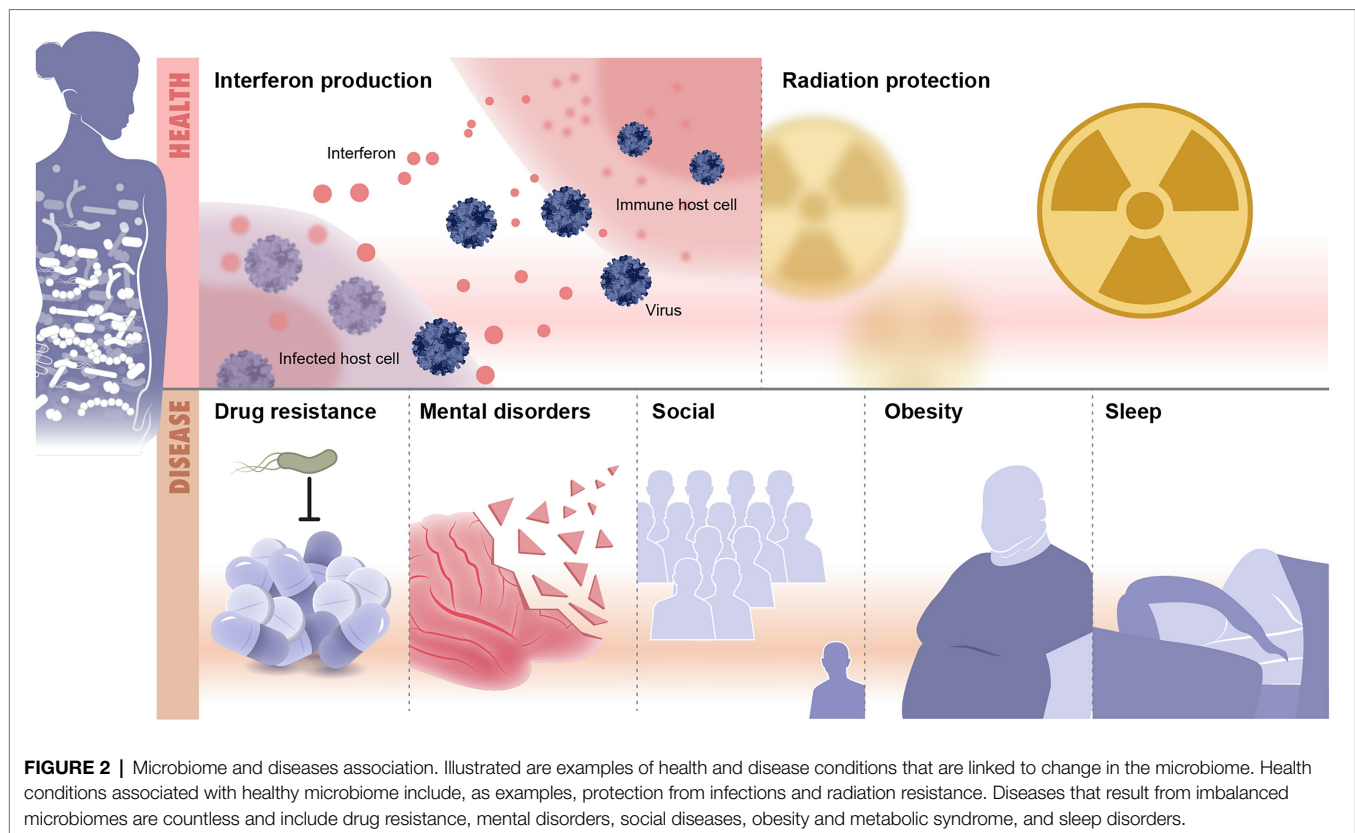 HEALTH
Interferon production
Radiation protection
Interferon
Immune host cell
Virus
Infected host cell
DISEASE
Drug resistance
Mental disorders
Social
Obesity
Sleep
FIGURE 2 | Microbiome and diseases association. Illustrated are examples of health and disease conditions that are linked to change in the microbiome. Health
conditions associated with healthy microbiome include, as examples, protection from infections and radiation resistance. Diseases that result from imbalanced
microbiomes are countless and include drug resistance, mental disorders, social diseases, obesity and metabolic syndrome, and sleep disorders.